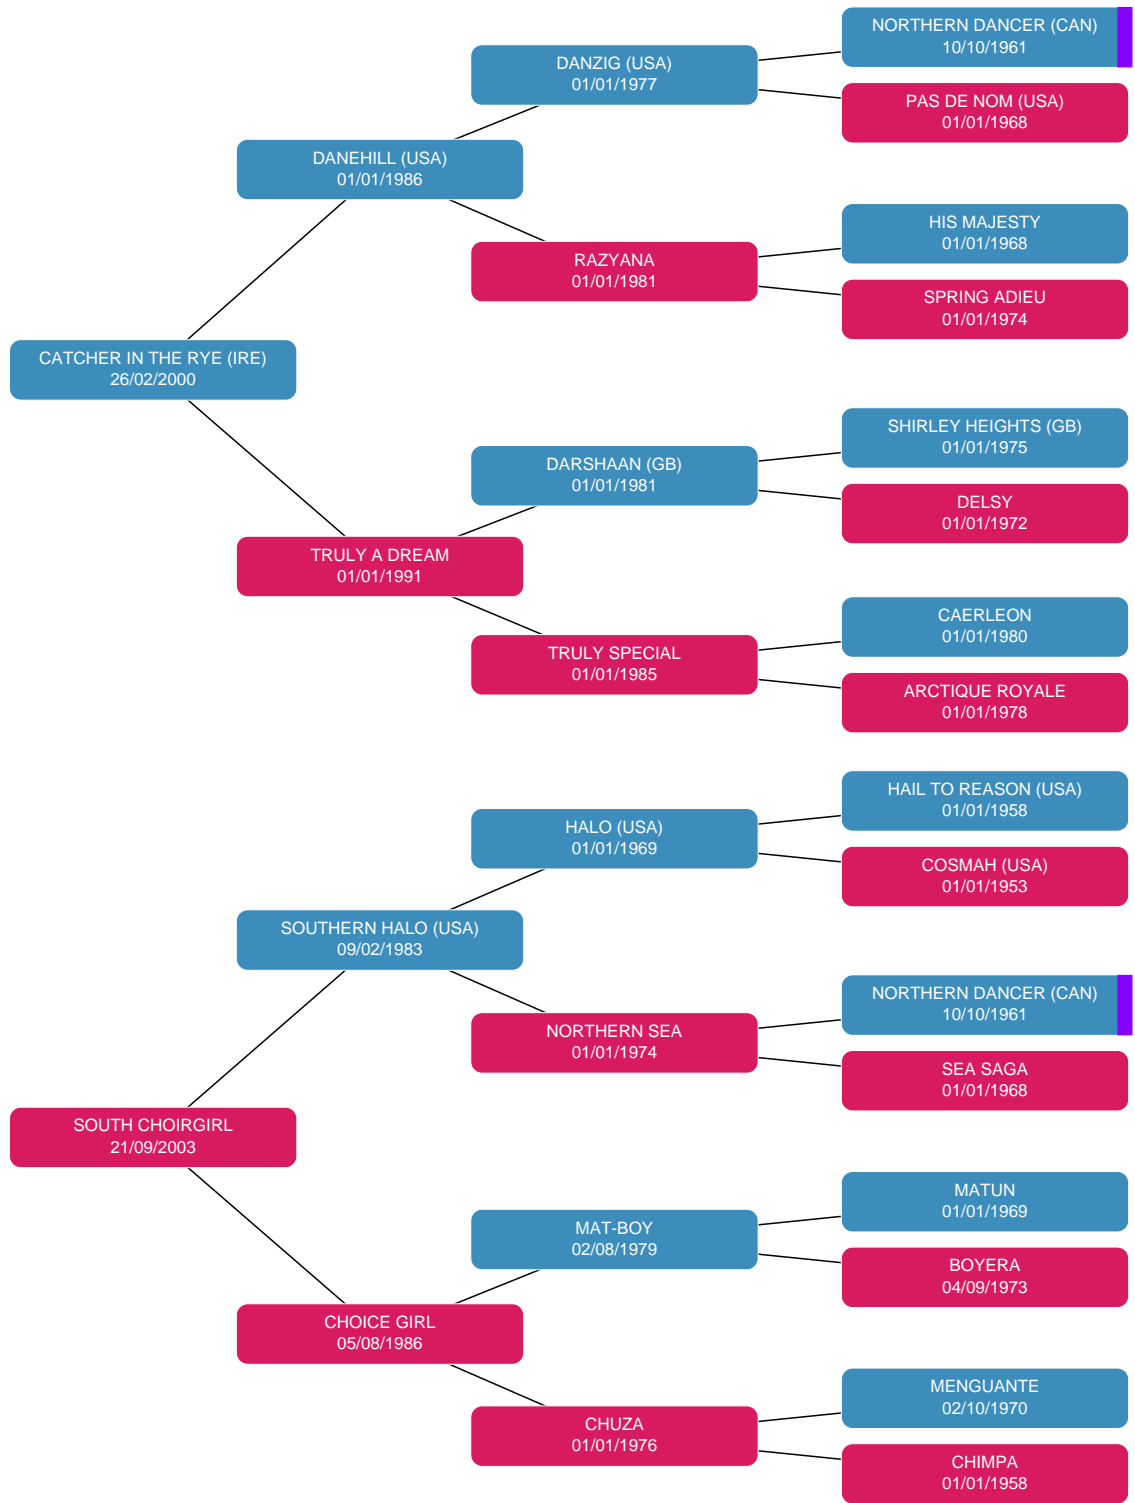 NORTHERN DANCER (CAN)
10/10/1961
DANZIG (USA)
01/01/1977
PAS DE NOM (USA)
01/01/1968
DANEHILL (USA)
01/01/1986
HIS MAJESTY
01/01/1968
RAZYANA
01/01/1981
SPRING ADIEU
01/01/1974
CATCHER IN THE RYE (IRE)
26/02/2000
SHIRLEY HEIGHTS (GB)
01/01/1975
DARSHAAN (GB)
01/01/1981
DELSY
01/01/1972
TRULY A DREAM
01/01/1991
CAERLEON
01/01/1980
TRULY SPECIAL
01/01/1985
ARCTIQUE ROYALE
01/01/1978
HAIL TO REASON (USA)
01/01/1958
HALO (USA)
01/01/1969
COSMAH (USA)
01/01/1953
SOUTHERN HALO (USA)
09/02/1983
NORTHERN DANCER (CAN)
10/10/1961
NORTHERN SEA
01/01/1974
SEA SAGA
01/01/1968
SOUTH CHOIRGIRL
21/09/2003
MATUN
01/01/1969
MAT-BOY
02/08/1979
BOYERA
04/09/1973
CHOICE GIRL
05/08/1986
MENGUANTE
02/10/1970
CHUZA
01/01/1976
CHIMPA
01/01/1958